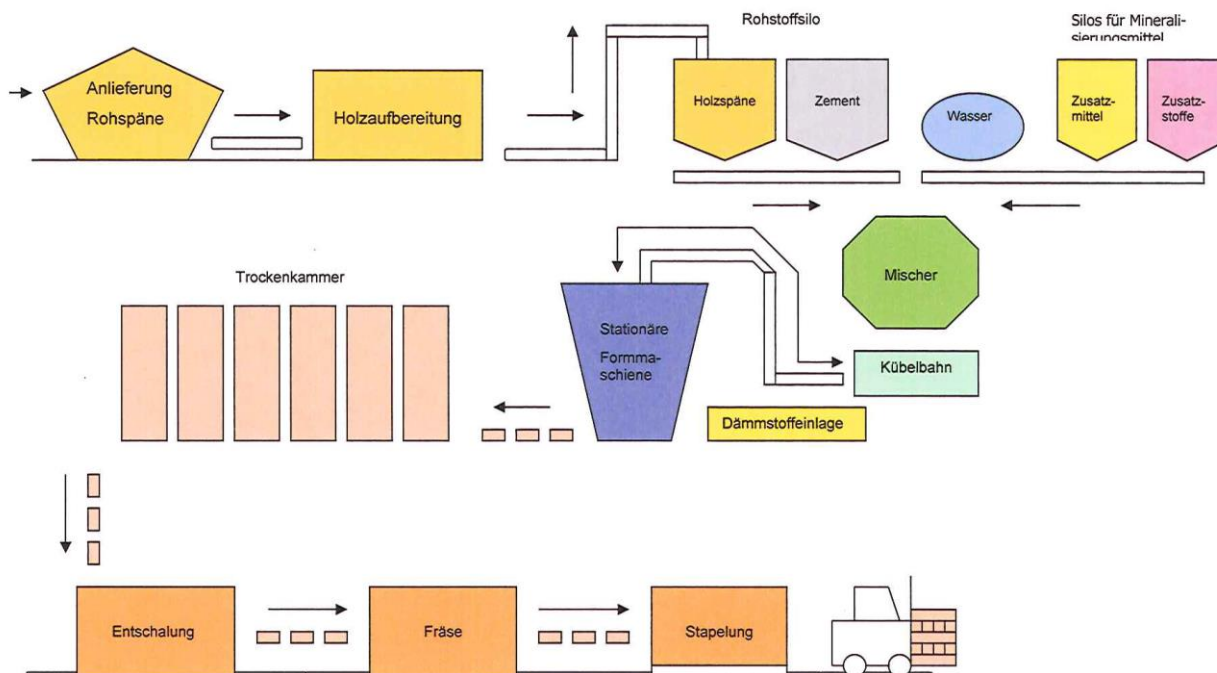 Rohstoffsilo
Silos für Minerali-
sierungsmittel
Anlieferung
Rohspäne
Holzaufbereitung
Holzspäne
Zement
Wasser
Zusatz-
mittel
Zusatz-
stoffe
Mischer
Trockenkammer
Stationäre
Formma-
schiene
Kübelbahn
Dämmstoffeinlage
Entschalung
Fräse
Stapelung